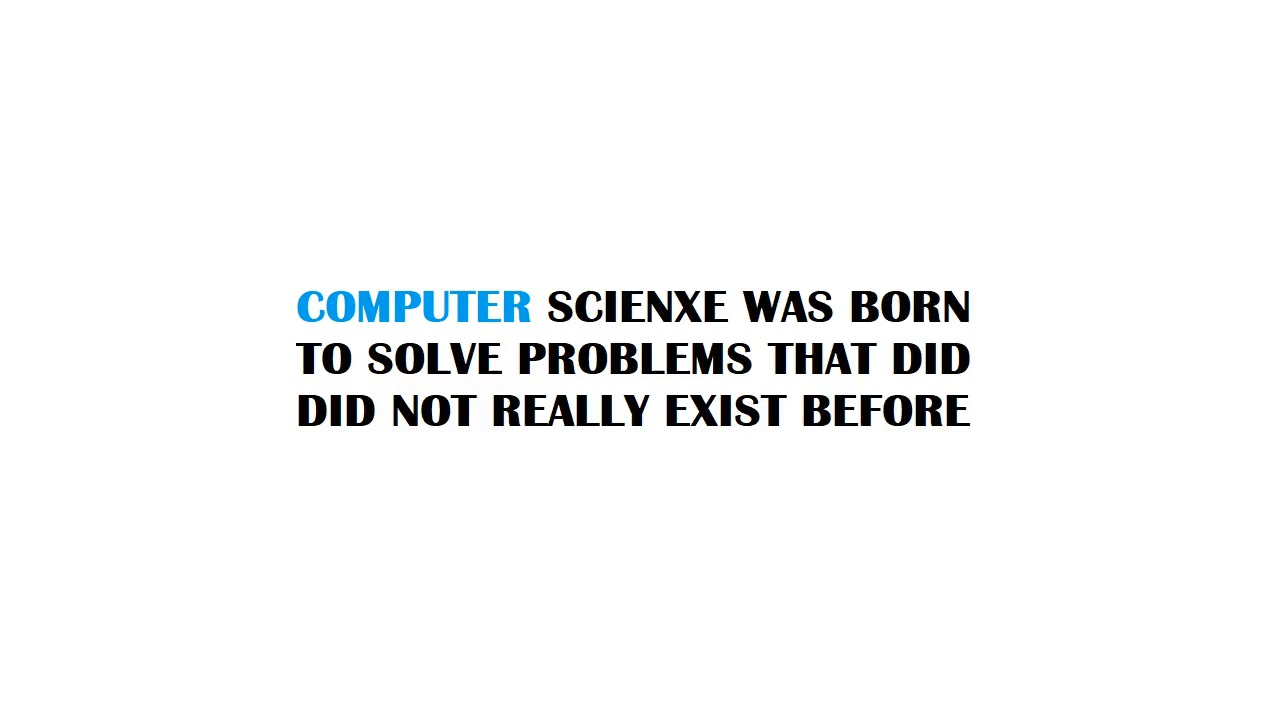 COMPUTER SCIENXE WAS BORN
TO SOLVE PROBLEMS THAT DID
DID NOT REALLY EXIST BEFORE